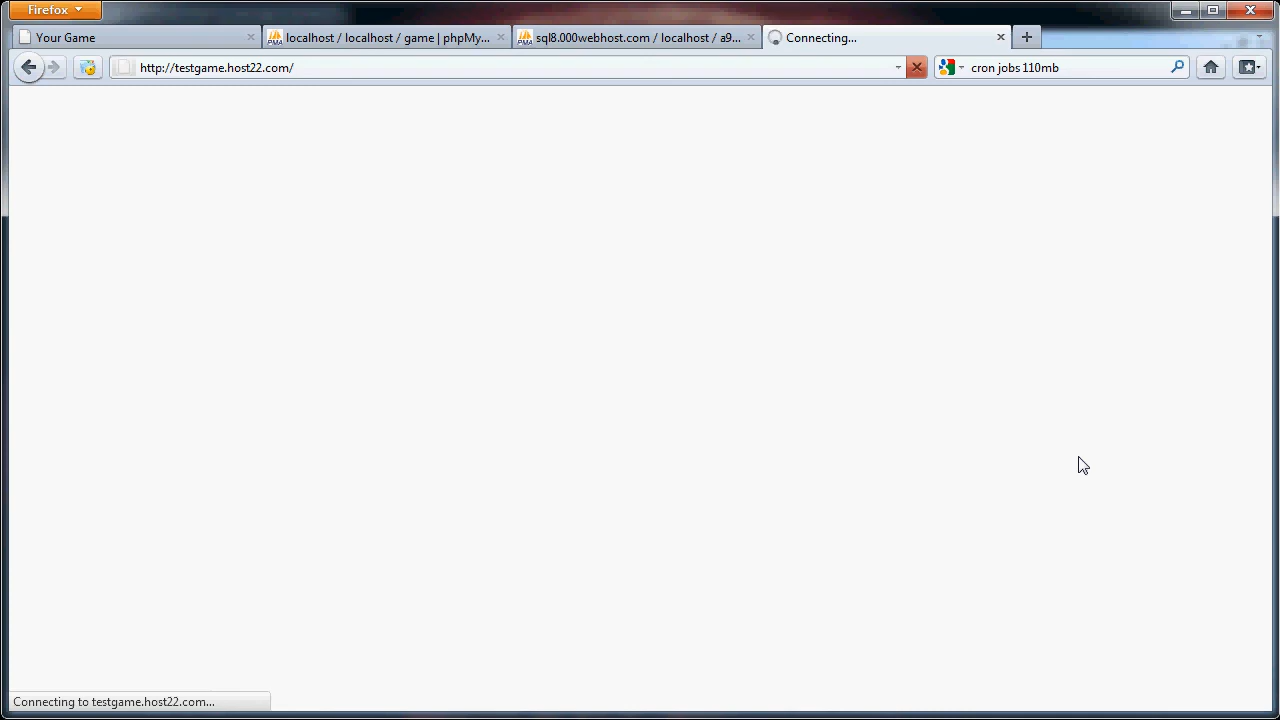 Firefox
Your Game
localhost / localhost / game | phpMy...
sql8.000webhost.com / localhost / a9...
Connecting...
http://testgame.host22.com/
cron jobs 110mb
Connecting to testgame.host22.com...